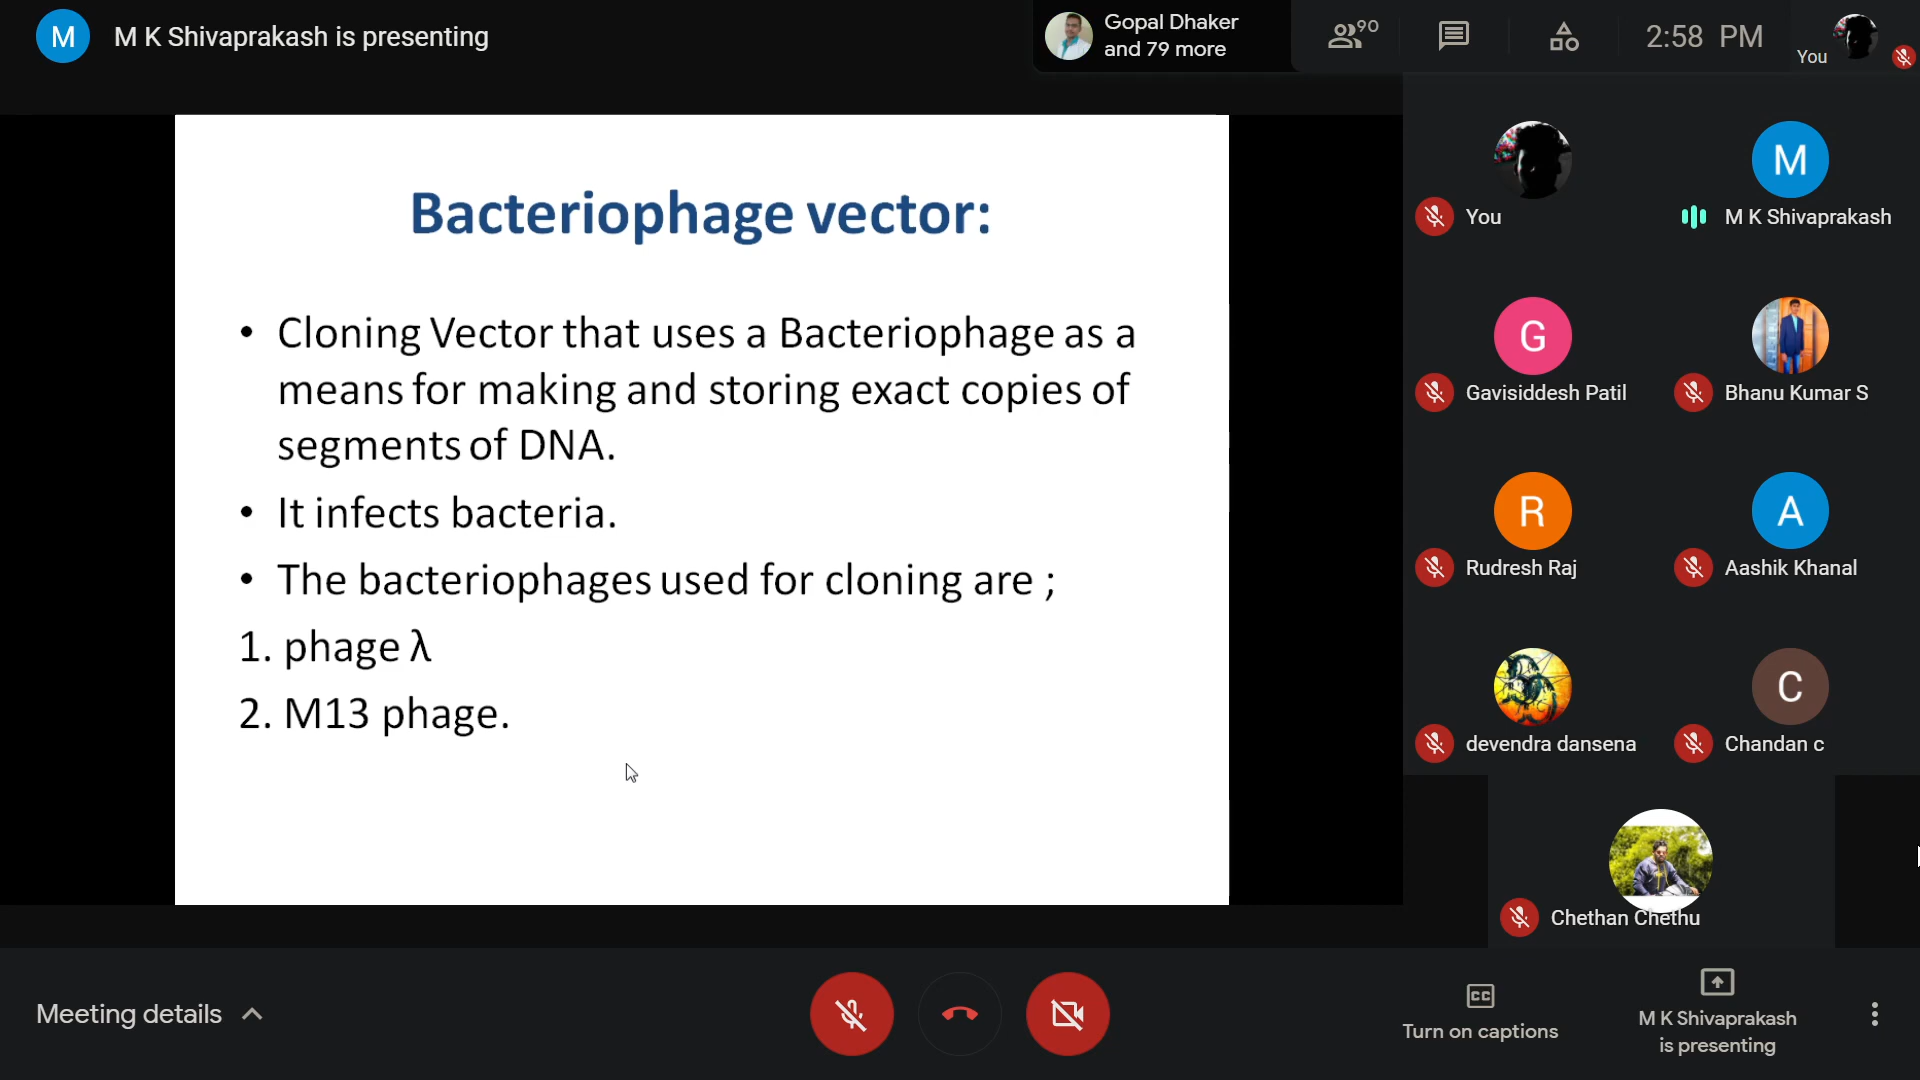 M
M K Shivaprakash is presenting
Gopal Dhaker
and 79 more
90
2:58 PM
You
Bacteriophage vector:
• Cloning Vector that uses a Bacteriophage as a
means for making and storing exact copies of
segments of DNA.
• It infects bacteria.
• The bacteriophages used for cloning are ;
1. phage λ
2. M13 phage.
You
M
M K Shivaprakash
G
Gavisiddesh Patil
Bhanu Kumar S
R
Rudresh Raj
A
Aashik Khanal
devendra dansena
C
Chandan c
Chethan Chethu
Meeting details
CC
Turn on captions
M K Shivaprakash
is presenting